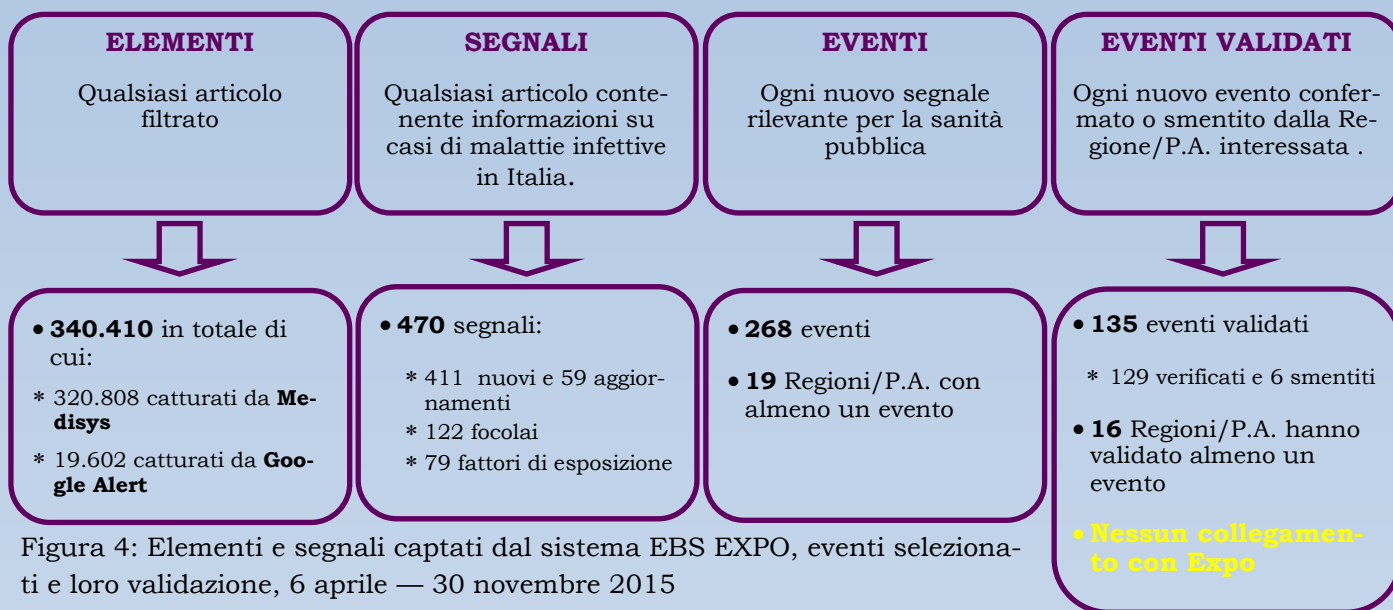 ELEMENTI
Qualsiasi articolo
filtrato
SEGNALI
Qualsiasi articolo conte-
nente informazioni su
casi di malattie infettive
in Italia.
EVENTI
Ogni nuovo segnale
rilevante per la sanità
pubblica
EVENTI VALIDATI
Ogni nuovo evento confer-
mato o smentito dalla Re-
gione/P.A. interessata .
• 340.410 in totale di
cui:
* 320.808 catturati da Me-
disys
* 19.602 catturati da Goo-
gle Alert
• 470 segnali:
* 411 nuovi e 59 aggior-
namenti
* 122 focolai
* 79 fattori di esposizione
• 268 eventi
• 19 Regioni/P.A. con
almeno un evento
• 135 eventi validati
* 129 verificati e 6 smentiti
• 16 Regioni/P.A. hanno
validato almeno un
evento
• Nessun collegamen-
to con Expo
Figura 4: Elementi e segnali captati dal sistema EBS EXPO, eventi seleziona-
ti e loro validazione, 6 aprile — 30 novembre 2015